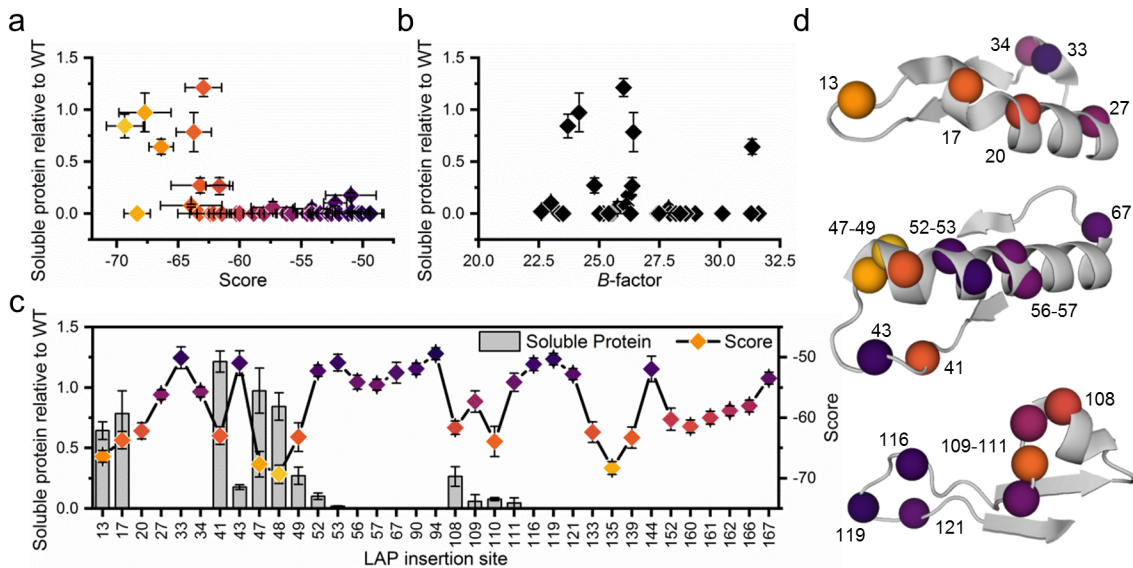 a
Soluble protein relative to WT
1.5
1.0
0.5
0.0
-70 -65 -60 -55 -50
Score
b
Soluble protein relative to WT
1.5
1.0
0.5
0.0
20.0 22.5 25.0 27.5 30.0 32.5
B-factor
c
Soluble protein relative to WT
1.5
1.0
0.5
0.0
Soluble Protein Score
-50
-60
-70
Score
13 17 20 27 33 34 41 43 47 48 49 52 53 56 57 67 90 94 108 109 110 111 116 119 121 133 135 139 144 152 160 161 162 166 167
LAP insertion site
d
34 33
13
27
17
20
47-49 52-53 67
56-57
43
41
108
116 109-111
119 121